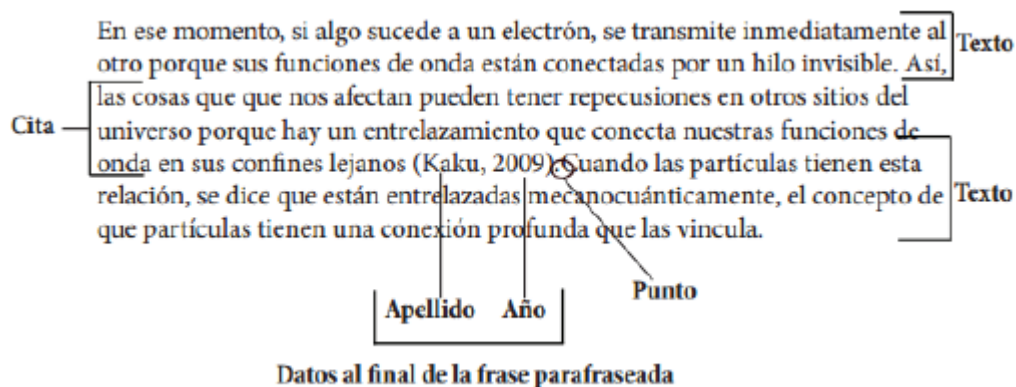 En ese momento, si algo sucede a un electrón, se transmite inmediatamente al
otro porque sus funciones de onda están conectadas por un hilo invisible. Así,
Texto
las cosas que que nos afectan pueden tener repecusiones en otros sitios del
Cita
universo porque hay un entrelazamiento que conecta nuestras funciones de
onda en sus confines lejanos (Kaku, 2009).Cuando las partículas tienen esta
relación, se dice que están entrelazadas mecanocuánticamente, el concepto de
Texto
que partículas tienen una conexión profunda que las vincula.
Punto
Apellido Año
Datos al final de la frase parafraseada